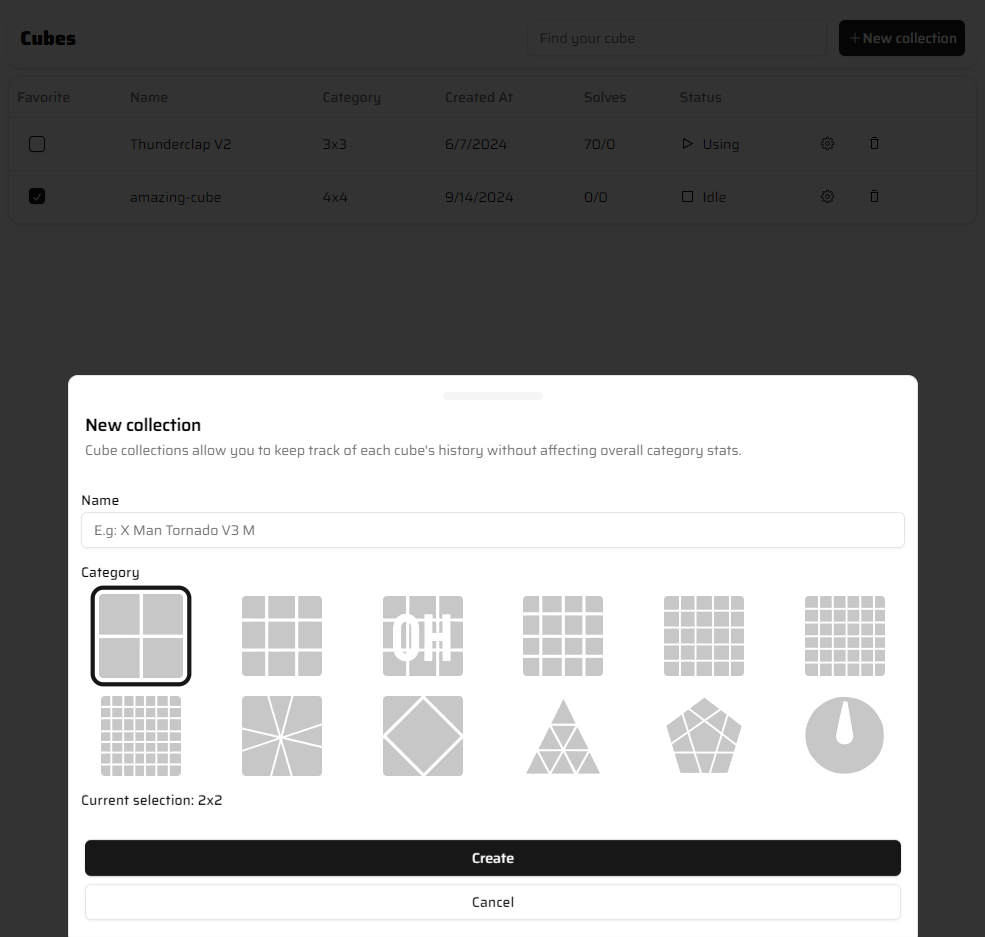 Cubes
Find your cube
+ New collection
Favorite Name Category Created At Solves Status
Thunderclap V2 3x3 6/7/2024 70/0 Using
amazing-cube 4x4 9/14/2024 0/0 Idle
New collection
Cube collections allow you to keep track of each cube's history without affecting overall category stats.
Name
E.g: X Man Tornado V3 M
Category
OH
Current selection: 2x2
Create
Cancel